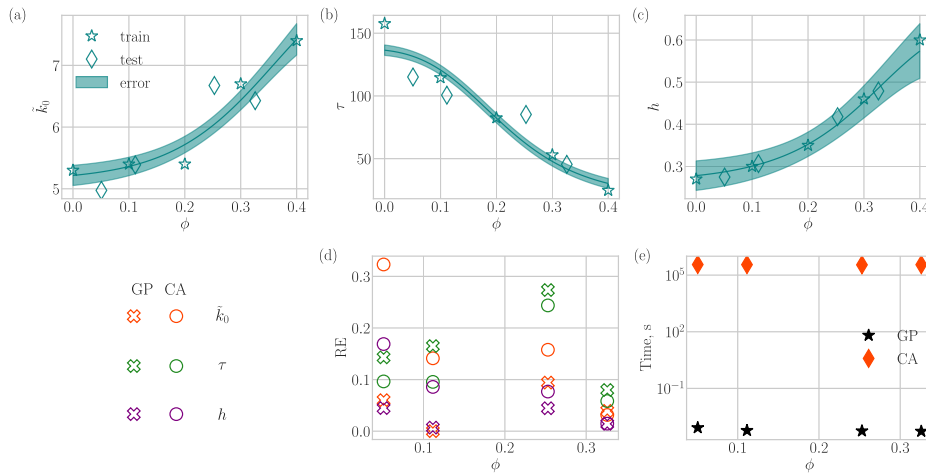 (a)
train
test
error
k̃₀
7
6
5
0.0 0.1 0.2 0.3 0.4
ϕ
(b)
τ
150
100
50
0.0 0.1 0.2 0.3 0.4
ϕ
(c)
h
0.6
0.5
0.4
0.3
0.0 0.1 0.2 0.3 0.4
ϕ
GP CA
k̃₀
τ
h
(d)
RE
0.3
0.2
0.1
0.0
0.1 0.2 0.3
ϕ
(e)
Time, s
10⁵
10²
10⁻¹
GP
CA
0.1 0.2 0.3
ϕ